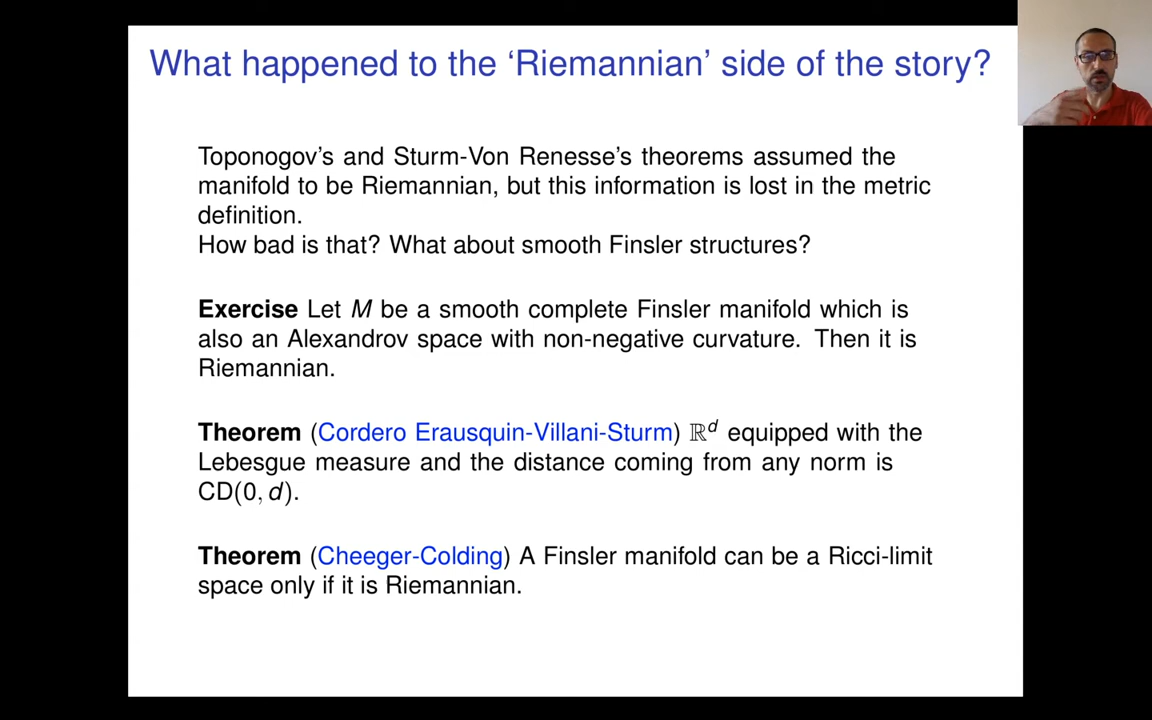 What happened to the ‘Riemannian’ side of the story?
Toponogov’s and Sturm-Von Renesse’s theorems assumed the
manifold to be Riemannian, but this information is lost in the metric
definition.
How bad is that? What about smooth Finsler structures?
Exercise Let M be a smooth complete Finsler manifold which is
also an Alexandrov space with non-negative curvature. Then it is
Riemannian.
Theorem (Cordero Erausquin-Villani-Sturm) ℝᵈ equipped with the
Lebesgue measure and the distance coming from any norm is
CD(0, d).
Theorem (Cheeger-Colding) A Finsler manifold can be a Ricci-limit
space only if it is Riemannian.